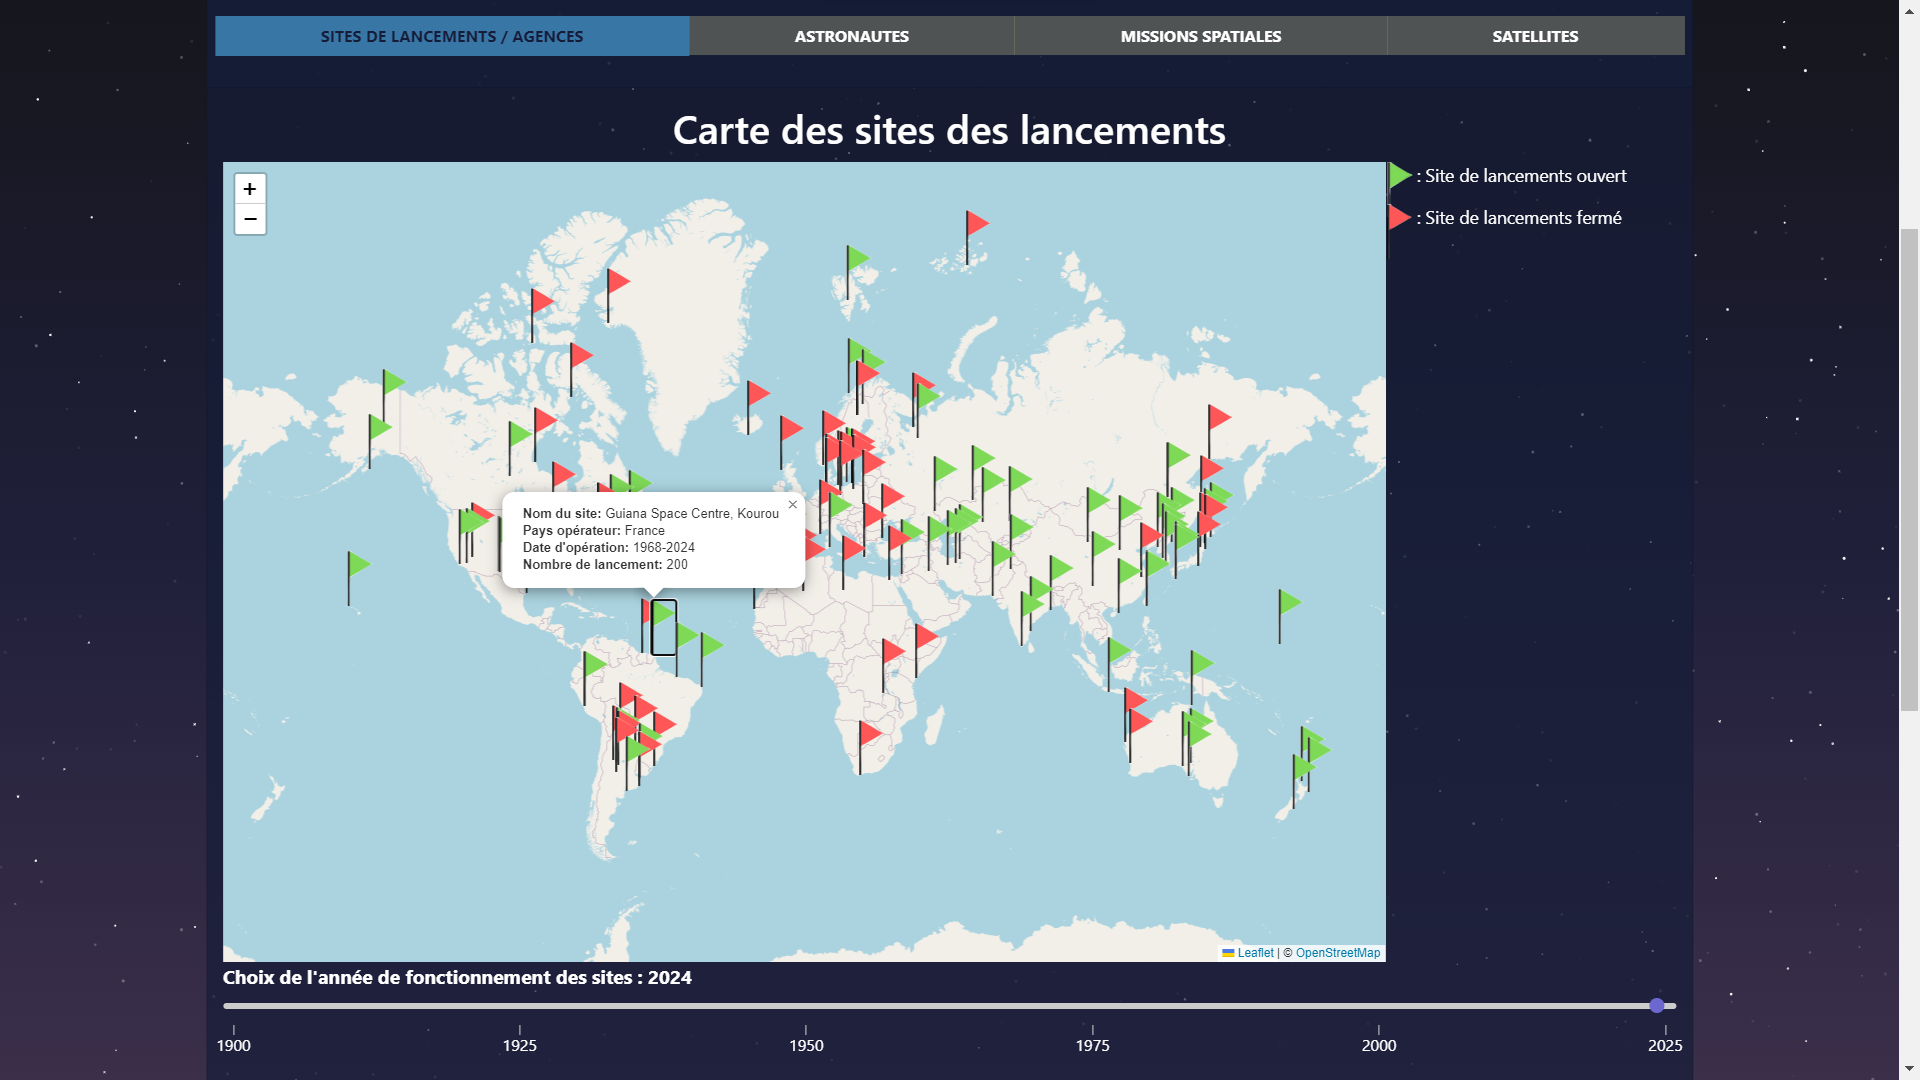 SITES DE LANCEMENTS / AGENCES
ASTRONAUTES
MISSIONS SPATIALES
SATELLITES
Carte des sites des lancements
+
−
: Site de lancements ouvert
: Site de lancements fermé
×
Nom du site: Guiana Space Centre, Kourou
Pays opérateur: France
Date d'opération: 1968-2024
Nombre de lancement: 200
Leaflet | © OpenStreetMap
Choix de l'année de fonctionnement des sites : 2024
1900 1925 1950 1975 2000 2025